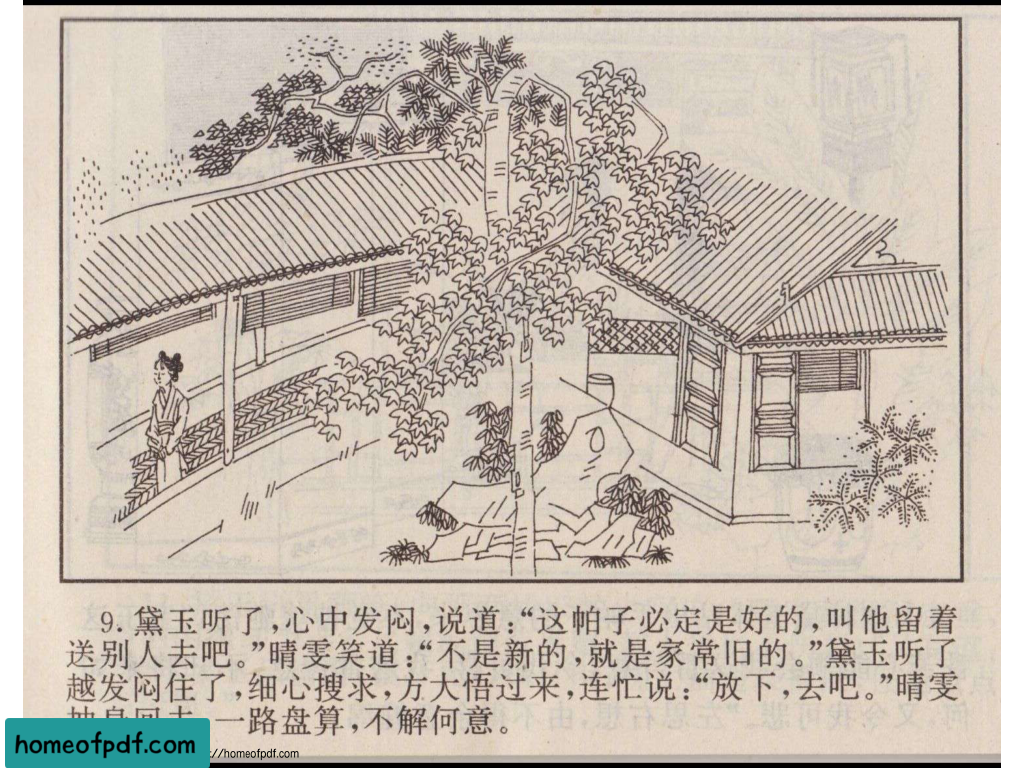 9. 黛玉听了,心中发闷,说道:“这帕子必定是好的,叫他留着
送别人去吧。”晴雯笑道:“不是新的,就是家常旧的。”黛玉听了
越发闷住了,细心搜求,方大悟过来,连忙说:“放下,去吧。”晴雯
一路盘算,不解何意。
homeofpdf.com
://homeofpdf.com